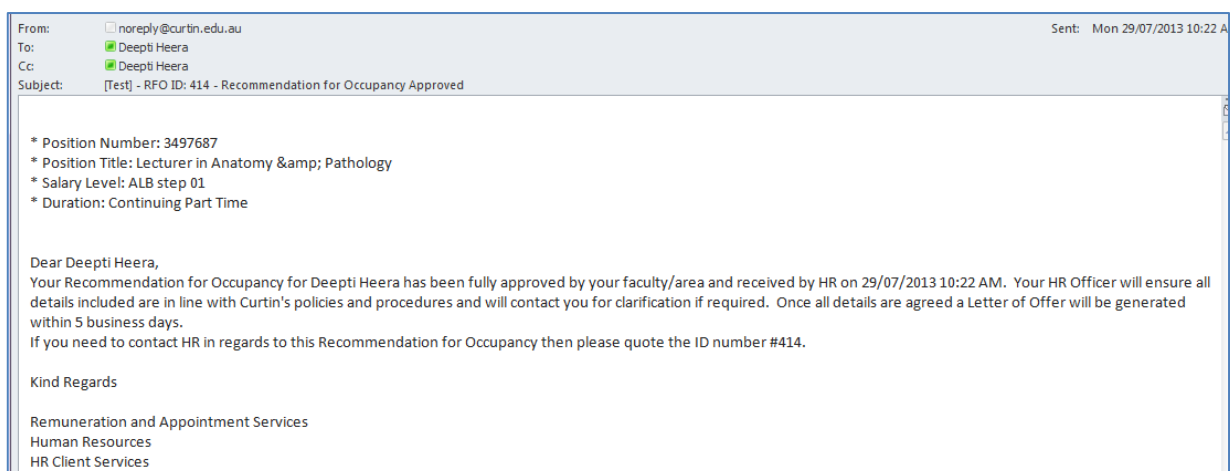 From: noreply@curtin.edu.au Sent: Mon 29/07/2013 10:22 A
To: Deepti Heera
Cc: Deepti Heera
Subject: [Test] - RFO ID: 414 - Recommendation for Occupancy Approved
* Position Number: 3497687
* Position Title: Lecturer in Anatomy &amp; Pathology
* Salary Level: ALB step 01
* Duration: Continuing Part Time
Dear Deepti Heera,
Your Recommendation for Occupancy for Deepti Heera has been fully approved by your faculty/area and received by HR on 29/07/2013 10:22 AM.  Your HR Officer will ensure all
details included are in line with Curtin's policies and procedures and will contact you for clarification if required.  Once all details are agreed a Letter of Offer will be generated
within 5 business days.
If you need to contact HR in regards to this Recommendation for Occupancy then please quote the ID number #414.
Kind Regards
Remuneration and Appointment Services
Human Resources
HR Client Services